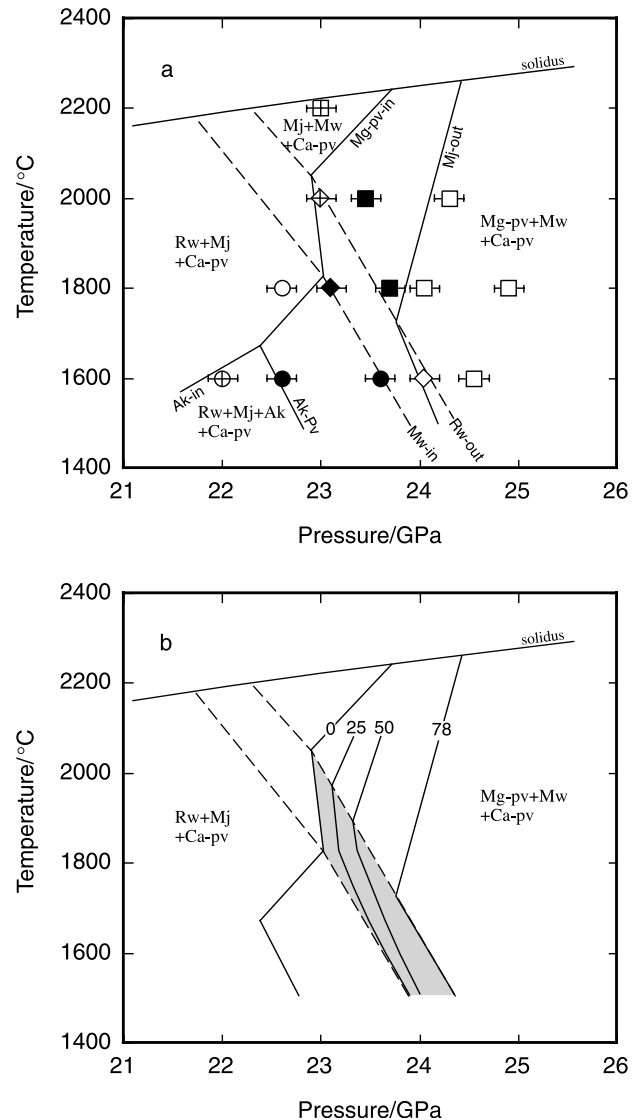 2400
a
solidus
2200
Mj+Mw
+Ca-pv
Mg-pv-in
Mj-out
2000
Mg-pv+Mw
+Ca-pv
Rw+Mj
+Ca-pv
1800
1600
Ak-in
Rw+Mj+Ak
+Ca-pv
Ak-Pv
Mw-in
Rw-out
1400
21 22 23 24 25 26
Temperature/°C
Pressure/GPa
2400
b
solidus
2200
0 25 50 78
2000
Rw+Mj
+Ca-pv
Mg-pv+Mw
+Ca-pv
1800
1600
1400
21 22 23 24 25 26
Temperature/°C
Pressure/GPa